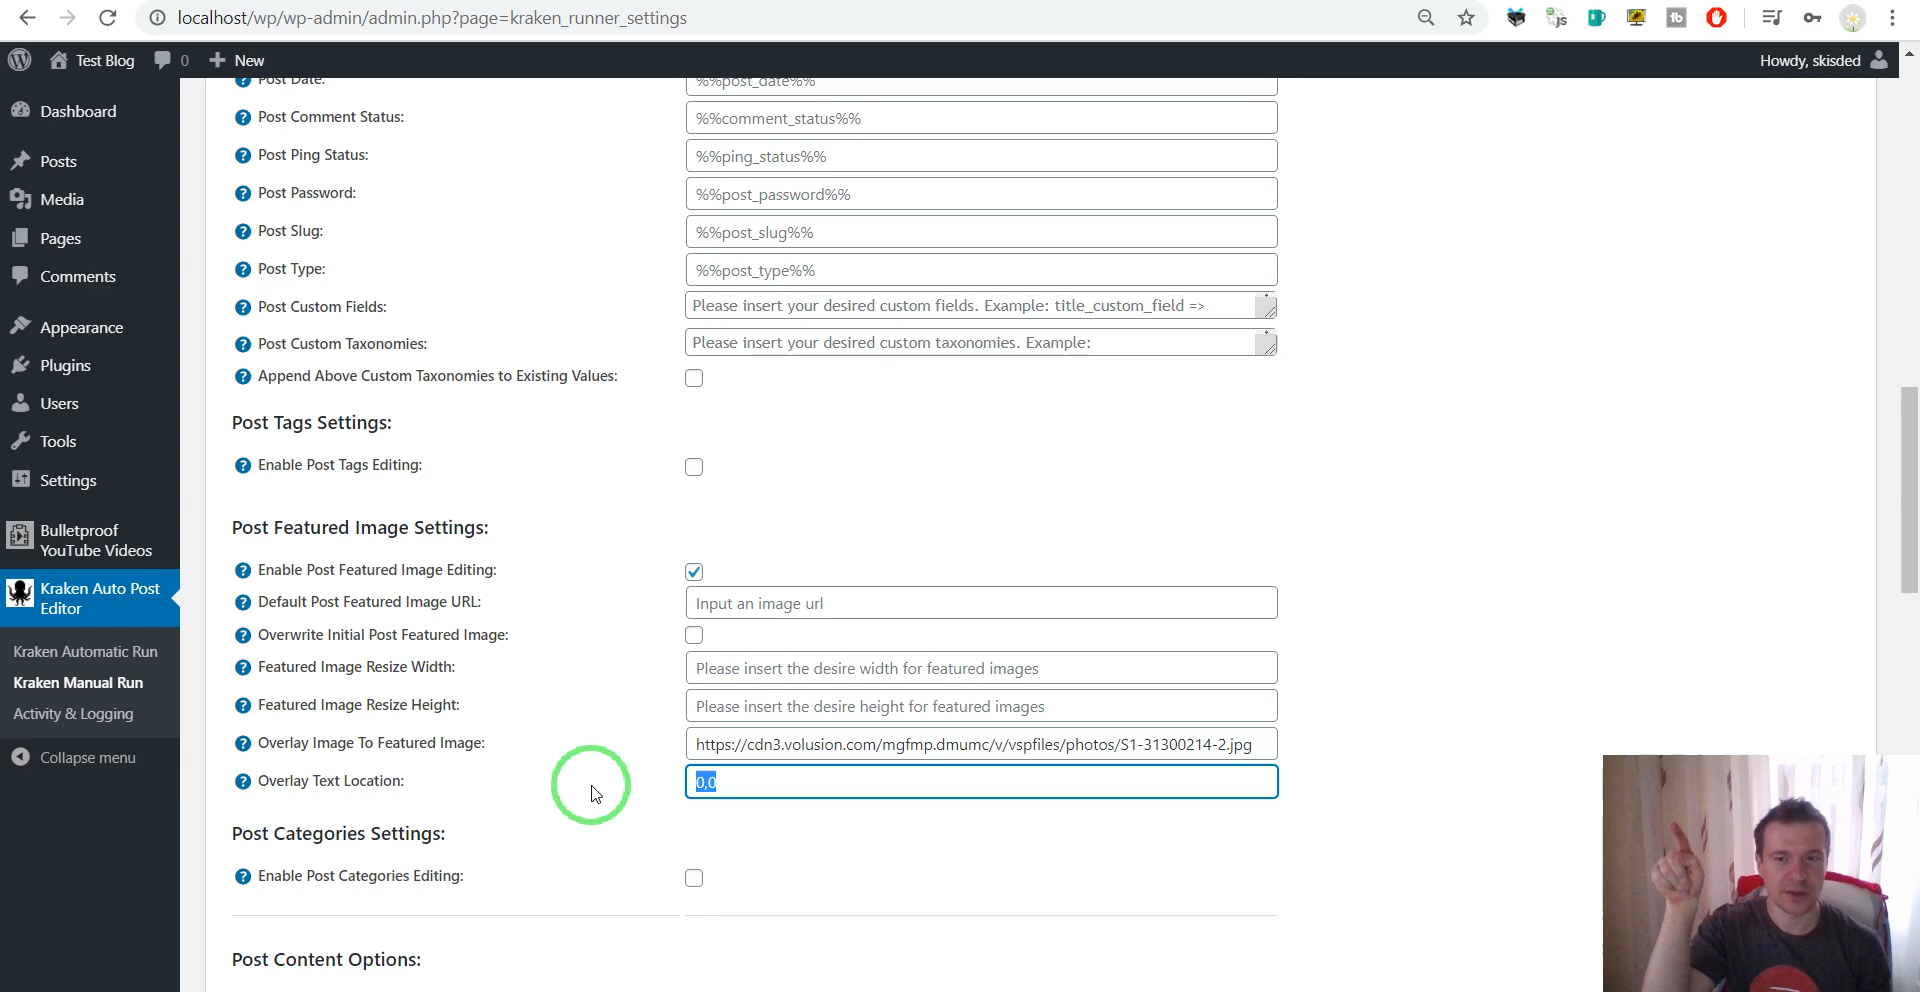 localhost/wp/wp-admin/admin.php?page=kraken_runner_settings
Test Blog
0
New
Howdy, skisded
Dashboard
Posts
Media
Pages
Comments
Appearance
Plugins
Users
Tools
Settings
Bulletproof
YouTube Videos
Kraken Auto Post
Editor
Kraken Automatic Run
Kraken Manual Run
Activity & Logging
Collapse menu
Post Date: %%post_date%%
Post Comment Status: %%comment_status%%
Post Ping Status: %%ping_status%%
Post Password: %%post_password%%
Post Slug: %%post_slug%%
Post Type: %%post_type%%
Post Custom Fields: Please insert your desired custom fields. Example: title_custom_field =>
Post Custom Taxonomies: Please insert your desired custom taxonomies. Example:
Append Above Custom Taxonomies to Existing Values:
Post Tags Settings:
Enable Post Tags Editing:
Post Featured Image Settings:
Enable Post Featured Image Editing:
Default Post Featured Image URL: Input an image url
Overwrite Initial Post Featured Image:
Featured Image Resize Width: Please insert the desire width for featured images
Featured Image Resize Height: Please insert the desire height for featured images
Overlay Image To Featured Image: https://cdn3.volusion.com/mgfmp.dmumc/v/vspfiles/photos/S1-31300214-2.jpg
Overlay Text Location: 0,0
Post Categories Settings:
Enable Post Categories Editing:
Post Content Options: